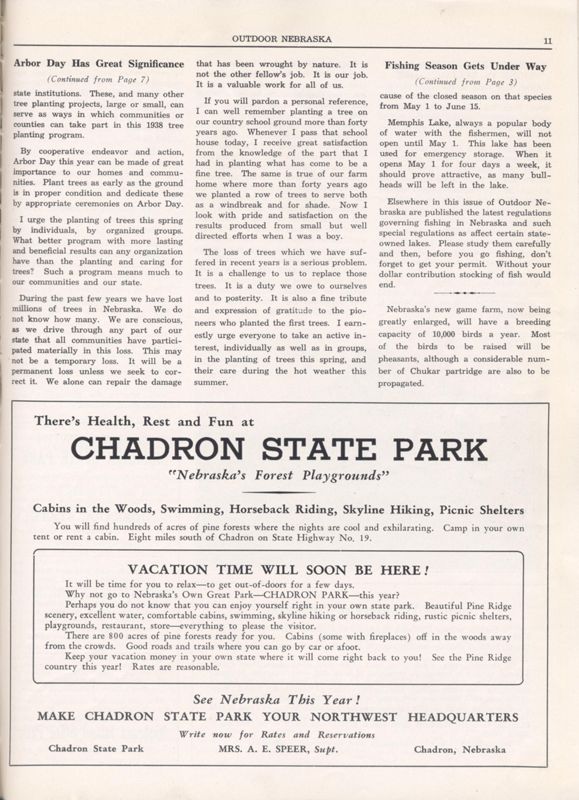 OUTDOOR NEBRASKA
11
Arbor Day Has Great Significance
(Continued from Page 7)
state institutions. These, and many other
tree planting projects, large or small, can
serve as ways in which communities or
counties can take part in this 1938 tree
planting program.
By cooperative endeavor and action,
Arbor Day this year can be made of great
importance to our homes and commu-
nities. Plant trees as early as the ground
is in proper condition and dedicate these
by appropriate ceremonies on Arbor Day.
I urge the planting of trees this spring
by individuals, by organized groups.
What better program with more lasting
and beneficial results can any organization
have than the planting and caring for
trees? Such a program means much to
our communities and our state.
During the past few years we have lost
millions of trees in Nebraska. We do
not know how many. We are conscious,
as we drive through any part of our
state that all communities have partici-
pated materially in this loss. This may
not be a temporary loss. It will be a
permanent loss unless we seek to cor-
rect it. We alone can repair the damage
that has been wrought by nature. It is
not the other fellow's job. It is our job.
It is a valuable work for all of us.
If you will pardon a personal reference,
I can well remember planting a tree on
our country school ground more than forty
years ago. Whenever I pass that school
house today, I receive great satisfaction
from the knowledge of the part that I
had in planting what has come to be a
fine tree. The same is true of our farm
home where more than forty years ago
we planted a row of trees to serve both
as a windbreak and for shade. Now I
look with pride and satisfaction on the
results produced from small but well
directed efforts when I was a boy.
The loss of trees which we have suf-
fered in recent years is a serious problem.
It is a challenge to us to replace those
trees. It is a duty we owe to ourselves
and to posterity. It is also a fine tribute
and expression of gratitude to the pio-
neers who planted the first trees. I earn-
estly urge everyone to take an active in-
terest, individually as well as in groups,
in the planting of trees this spring, and
their care during the hot weather this
summer.
Fishing Season Gets Under Way
(Continued from Page 3)
cause of the closed season on that species
from May 1 to June 15.
Memphis Lake, always a popular body
of water with the fishermen, will not
open until May 1. This lake has been
used for emergency storage. When it
opens May 1 for four days a week, it
should prove attractive, as many bull-
heads will be left in the lake.
Elsewhere in this issue of Outdoor Ne-
braska are published the latest regulations
governing fishing in Nebraska and such
special regulations as affect certain state-
owned lakes. Please study them carefully
and then, before you go fishing, don't
forget to get your permit. Without your
dollar contribution stocking of fish would
end.
Nebraska's new game farm, now being
greatly enlarged, will have a breeding
capacity of 10,000 birds a year. Most
of the birds to be raised will be
pheasants, although a considerable num-
ber of Chukar partridge are also to be
propagated.
There's Health, Rest and Fun at
CHADRON STATE PARK
"Nebraska's Forest Playgrounds"
Cabins in the Woods, Swimming, Horseback Riding, Skyline Hiking, Picnic Shelters
You will find hundreds of acres of pine forests where the nights are cool and exhilarating. Camp in your own
tent or rent a cabin. Eight miles south of Chadron on State Highway No. 19.
VACATION TIME WILL SOON BE HERE!
It will be time for you to relax—to get out-of-doors for a few days.
Why not go to Nebraska's Own Great Park—CHADRON PARK—this year?
Perhaps you do not know that you can enjoy yourself right in your own state park. Beautiful Pine Ridge
scenery, excellent water, comfortable cabins, swimming, skyline hiking or horseback riding, rustic picnic shelters,
playgrounds, restaurant, store—everything to please the visitor.
There are 800 acres of pine forests ready for you. Cabins (some with fireplaces) off in the woods away
from the crowds. Good roads and trails where you can go by car or afoot.
Keep your vacation money in your own state where it will come right back to you! See the Pine Ridge
country this year! Rates are reasonable.
See Nebraska This Year!
MAKE CHADRON STATE PARK YOUR NORTHWEST HEADQUARTERS
Write now for Rates and Reservations
Chadron State Park MRS. A. E. SPEER, Supt. Chadron, Nebraska